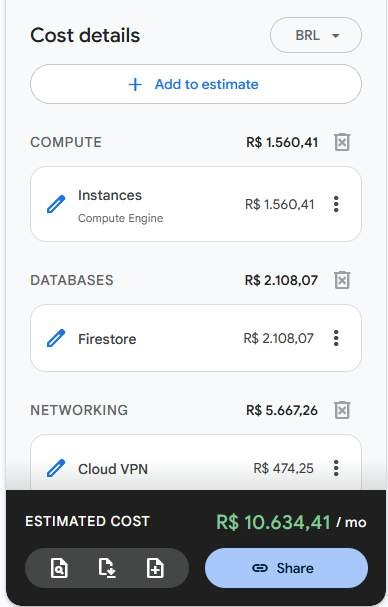 Cost details
BRL
Add to estimate
COMPUTE R$ 1.560,41
Instances
Compute Engine
R$ 1.560,41
DATABASES R$ 2.108,07
Firestore R$ 2.108,07
NETWORKING R$ 5.667,26
Cloud VPN R$ 474,25
ESTIMATED COST R$ 10.634,41 / mo
Share